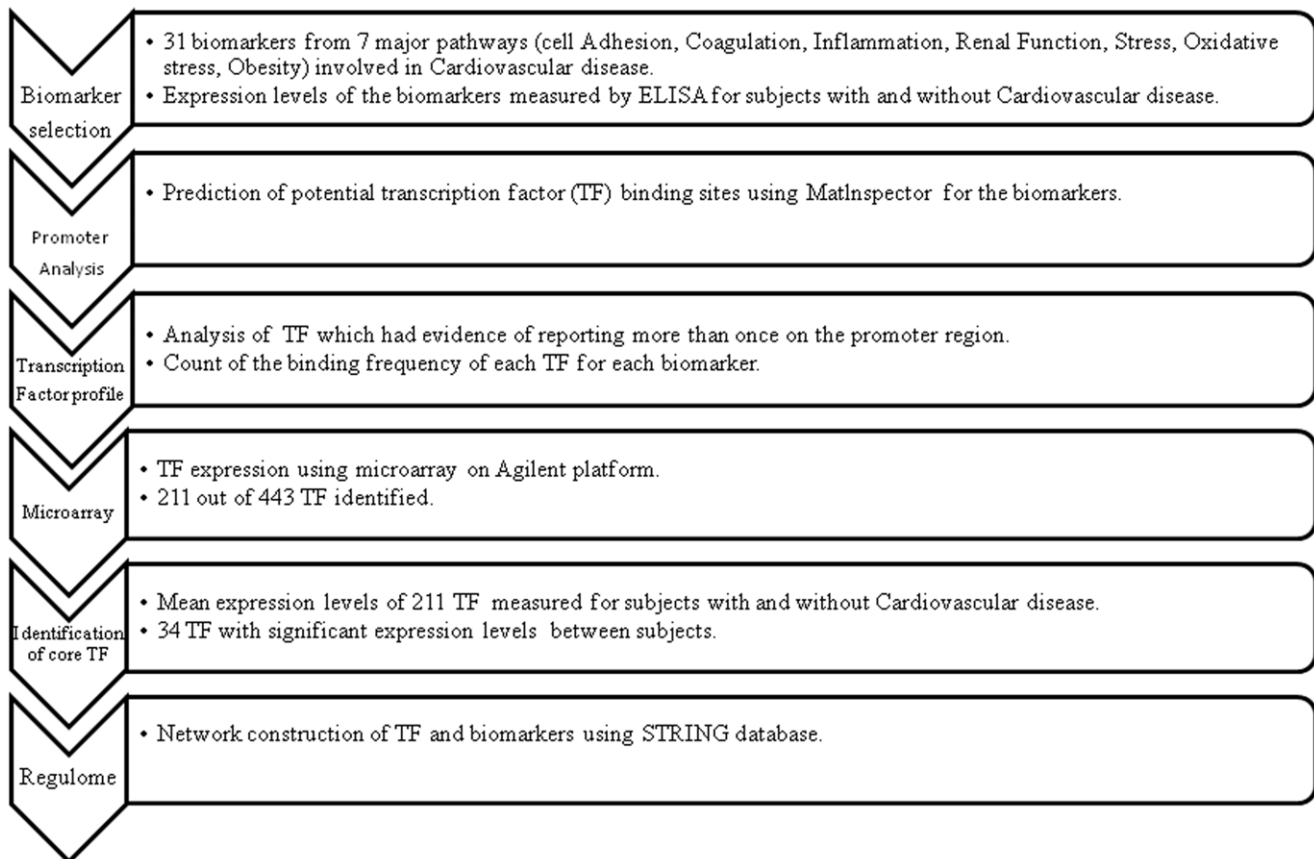 Biomarker
selection
• 31 biomarkers from 7 major pathways (cell Adhesion, Coagulation, Inflammation, Renal Function, Stress, Oxidative
stress, Obesity) involved in Cardiovascular disease.
• Expression levels of the biomarkers measured by ELISA for subjects with and without Cardiovascular disease.
Promoter
Analysis
• Prediction of potential transcription factor (TF) binding sites using MatInspector for the biomarkers.
Transcription
Factor profile
• Analysis of TF which had evidence of reporting more than once on the promoter region.
• Count of the binding frequency of each TF for each biomarker.
Microarray
• TF expression using microarray on Agilent platform.
• 211 out of 443 TF identified.
Identification
of core TF
• Mean expression levels of 211 TF measured for subjects with and without Cardiovascular disease.
• 34 TF with significant expression levels between subjects.
Regulome
• Network construction of TF and biomarkers using STRING database.